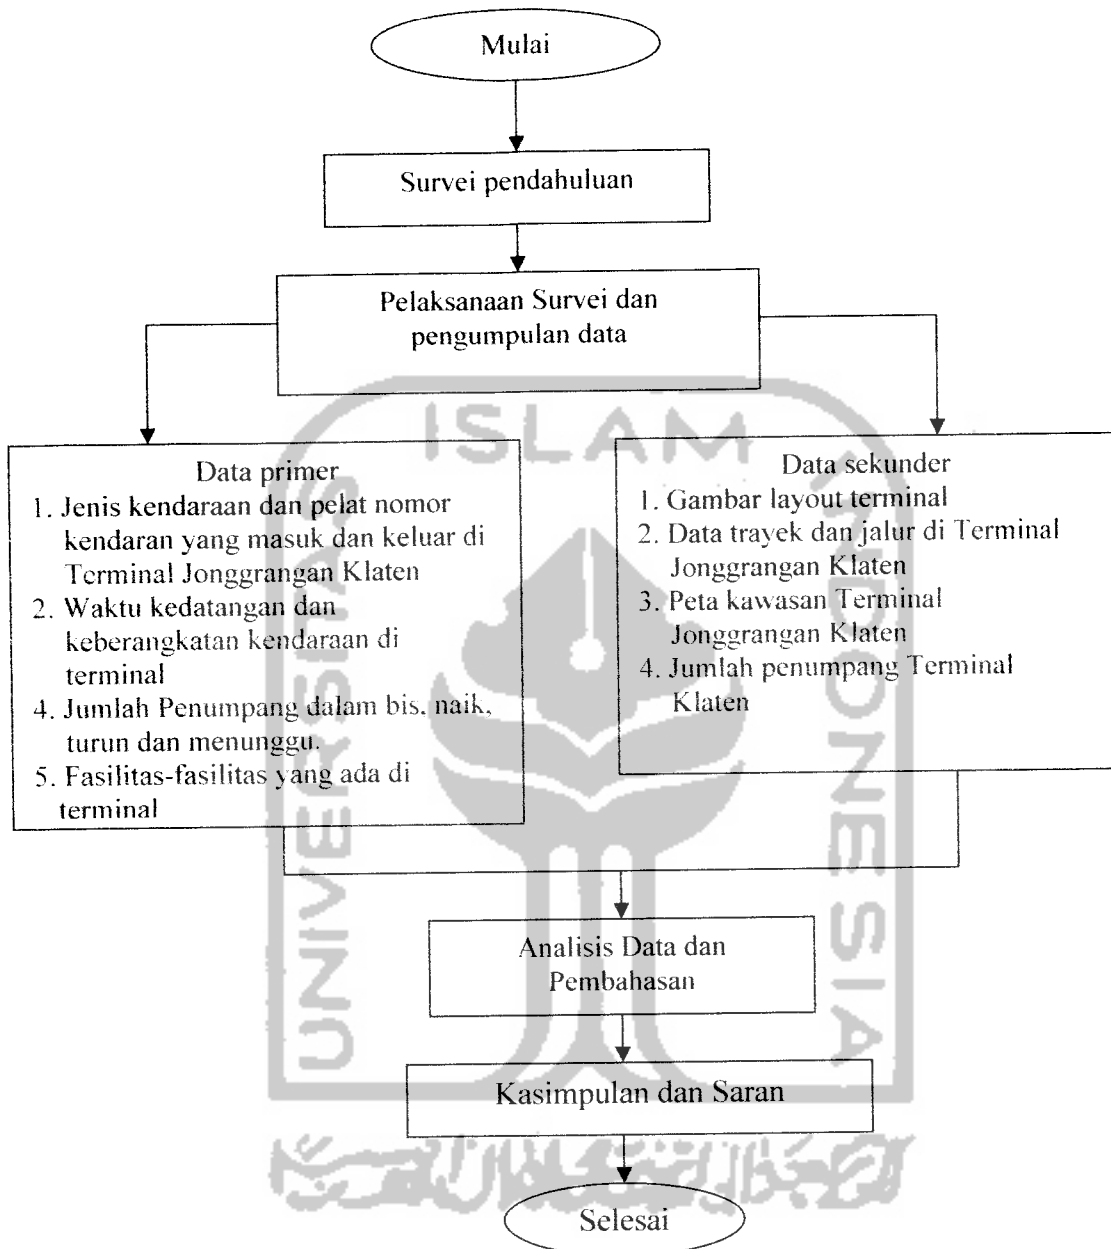 Mulai
Survei pendahuluan
Pelaksanaan Survei dan
pengumpulan data
Data primer
1. Jenis kendaraan dan pelat nomor
kendaran yang masuk dan keluar di
Terminal Jonggrangan Klaten
2. Waktu kedatangan dan
keberangkatan kendaraan di
terminal
4. Jumlah Penumpang dalam bis, naik,
turun dan menunggu.
5. Fasilitas-fasilitas yang ada di
terminal
Data sekunder
1. Gambar layout terminal
2. Data trayek dan jalur di Terminal
Jonggrangan Klaten
3. Peta kawasan Terminal
Jonggrangan Klaten
4. Jumlah penumpang Terminal
Klaten
Analisis Data dan
Pembahasan
Kasimpulan dan Saran
Selesai
UNIVERSITAS
ISLAM
INDONESIA